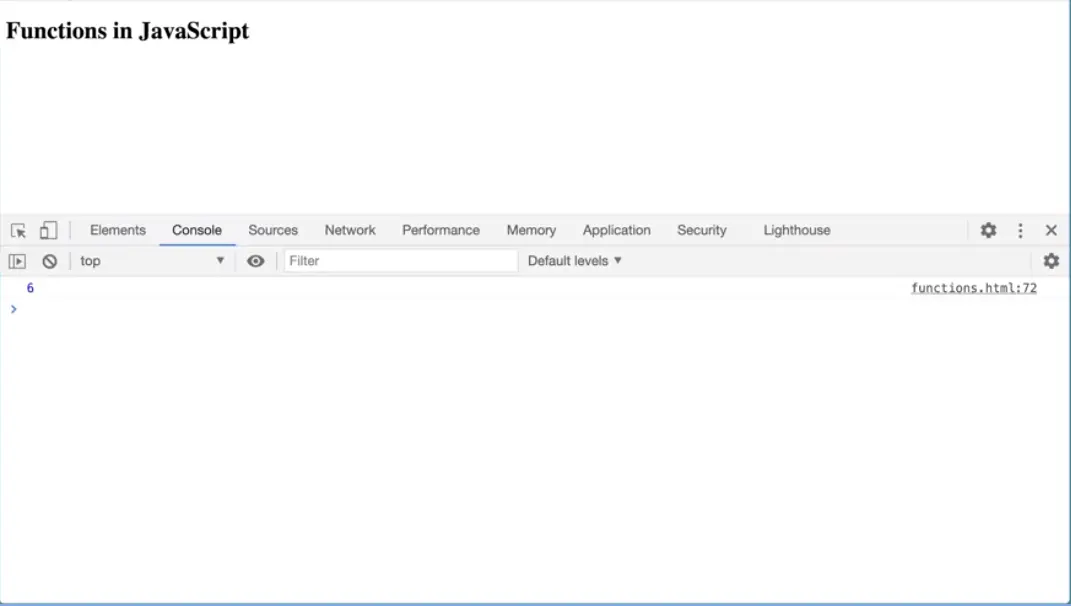 Functions in JavaScript
Elements Console Sources Network Performance Memory Application Security Lighthouse
top Filter Default levels
6 functions.html:72